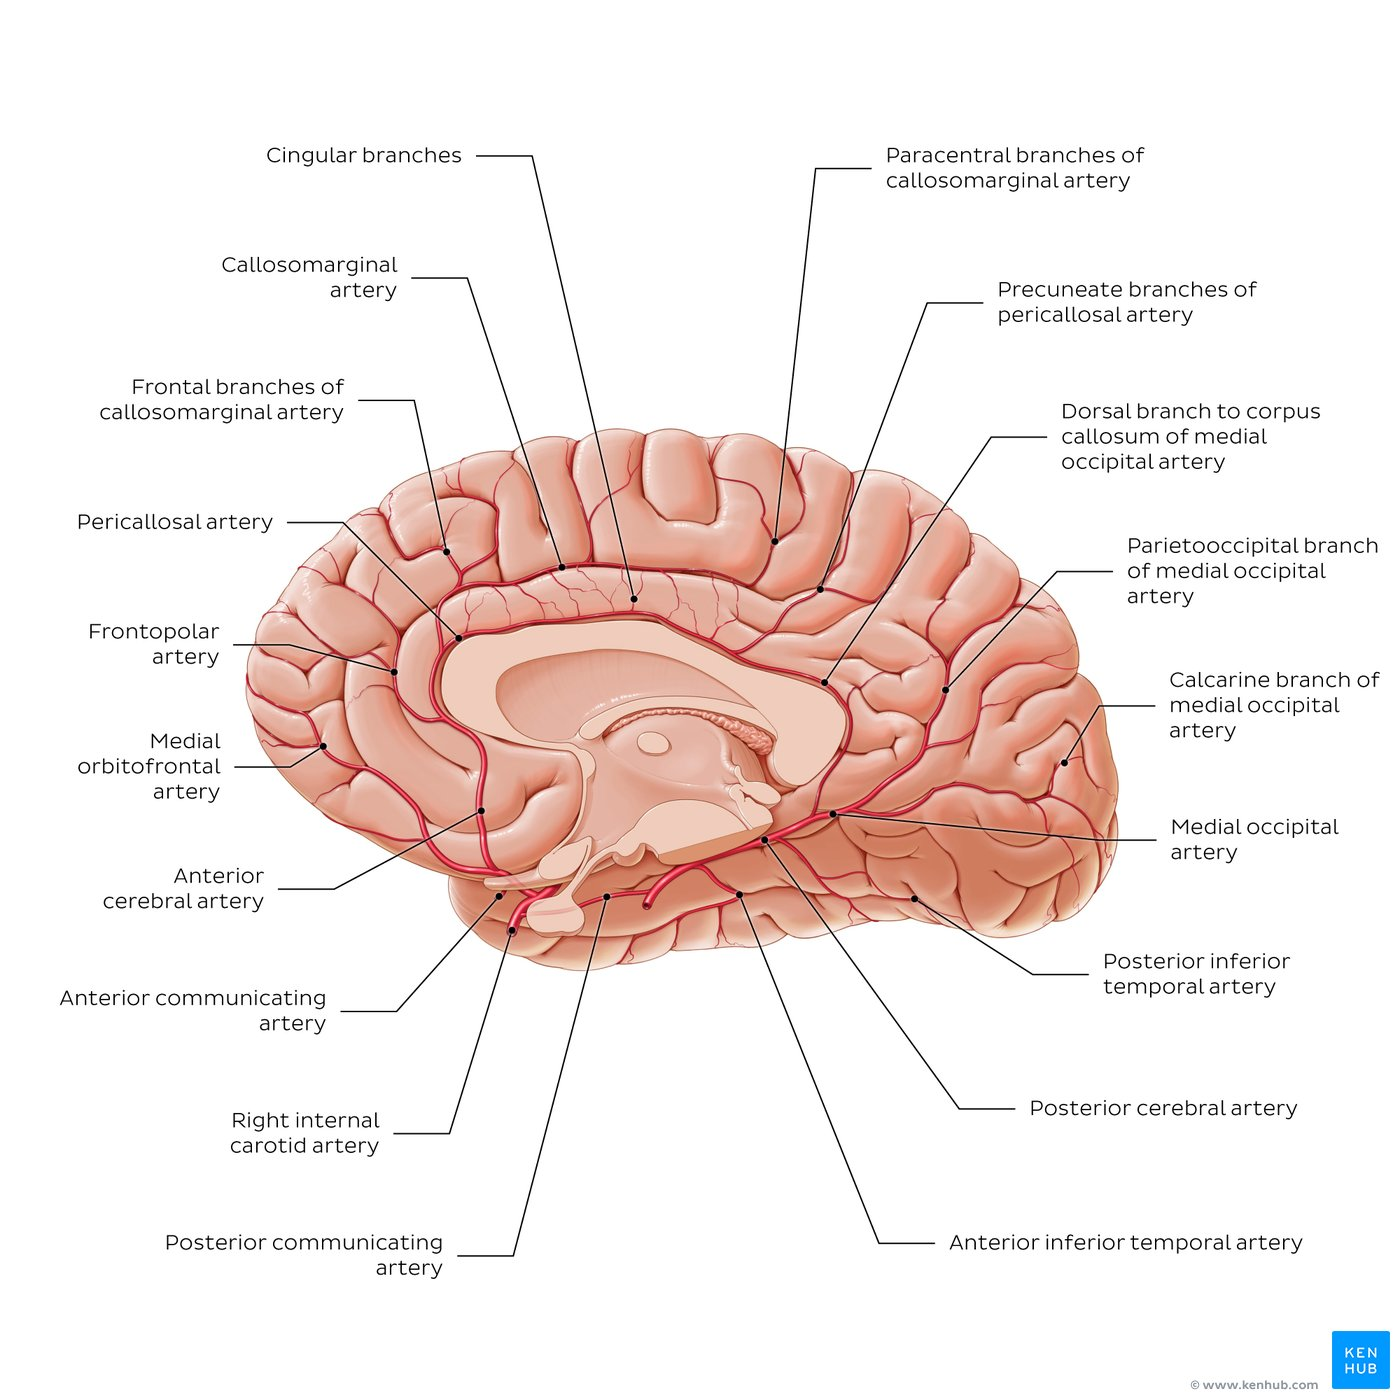 Cingular branches
Callosomarginal
artery
Frontal branches of
callosomarginal artery
Pericallosal artery
Frontopolar
artery
Medial
orbitofrontal
artery
Anterior
cerebral artery
Anterior communicating
artery
Right internal
carotid artery
Posterior communicating
artery
Paracentral branches of
callosomarginal artery
Precuneate branches of
pericallosal artery
Dorsal branch to corpus
callosum of medial
occipital artery
Parietooccipital branch
of medial occipital
artery
Calcarine branch of
medial occipital
artery
Medial occipital
artery
Posterior inferior
temporal artery
Posterior cerebral artery
Anterior inferior temporal artery
KEN
HUB
© www.kenhub.com